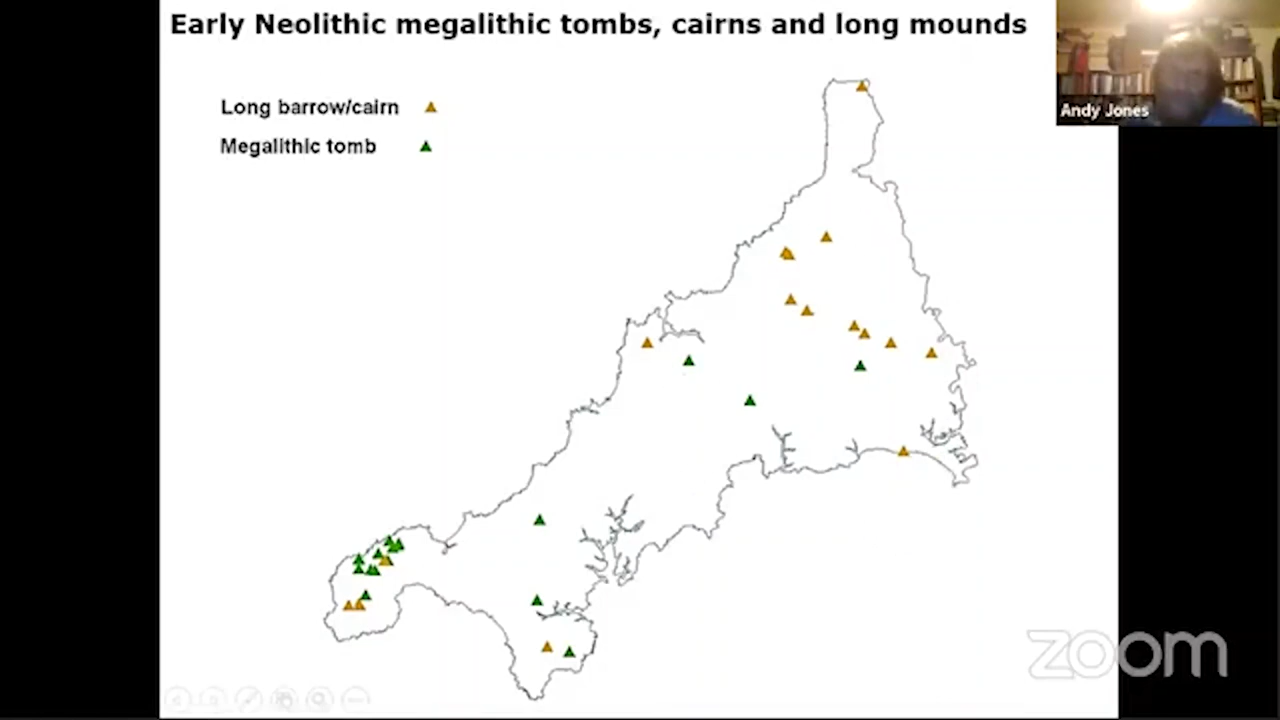 Early Neolithic megalithic tombs, cairns and long mounds
Andy Jones
Long barrow/cairn
Megalithic tomb
zoom